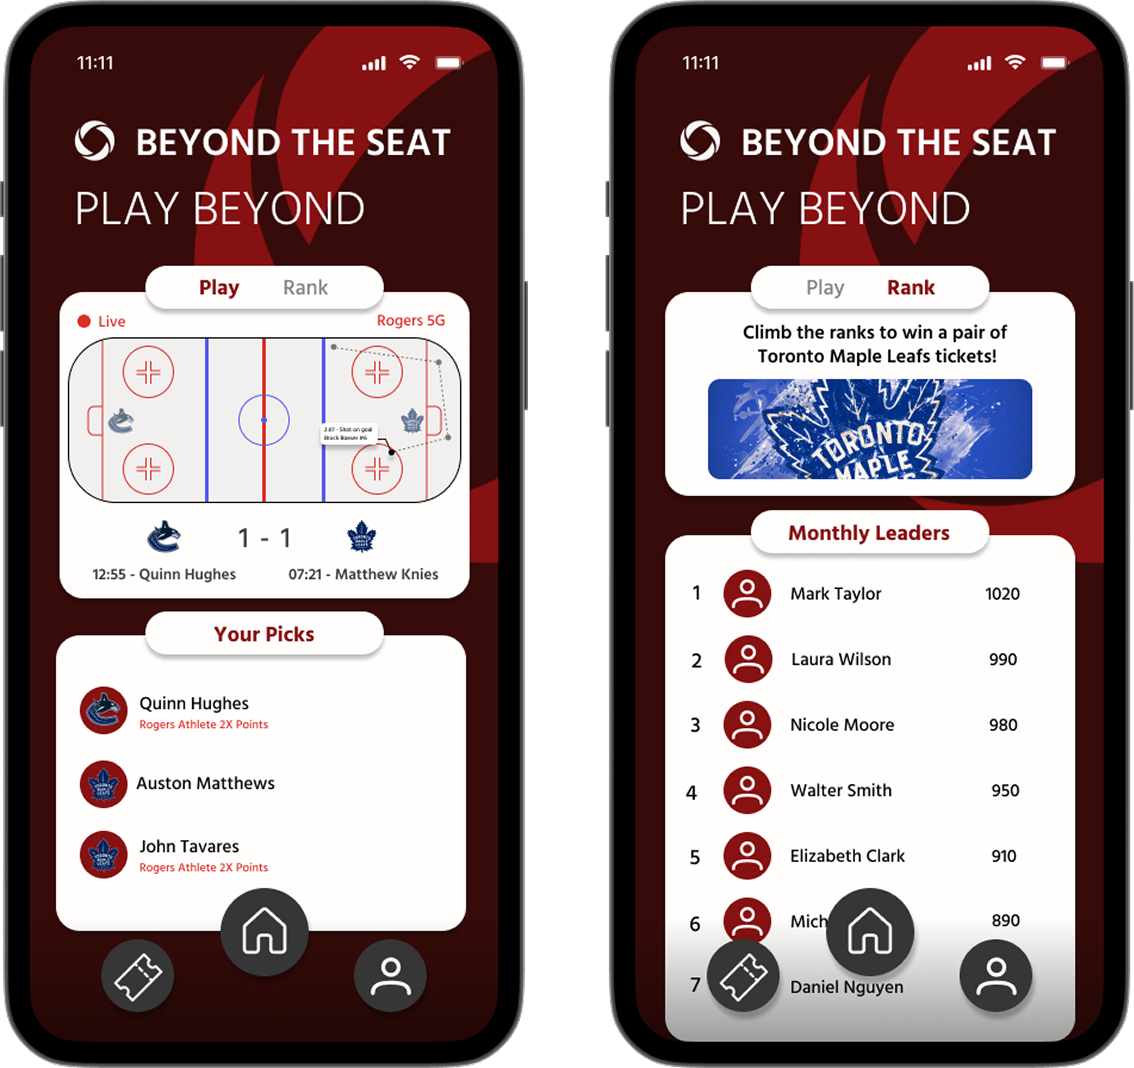 11:11
BEYOND THE SEAT
PLAY BEYOND
Play Rank
Live Rogers 5G
2:07 - Shot on goal
Brock Boeser #6
1 - 1
12:55 - Quinn Hughes 07:21 - Matthew Knies
Your Picks
Quinn Hughes
Rogers Athlete 2X Points
Auston Matthews
John Tavares
Rogers Athlete 2X Points
11:11
BEYOND THE SEAT
PLAY BEYOND
Play Rank
Climb the ranks to win a pair of
Toronto Maple Leafs tickets!
TORONTO
MAPLE
Monthly Leaders
1 Mark Taylor 1020
2 Laura Wilson 990
3 Nicole Moore 980
4 Walter Smith 950
5 Elizabeth Clark 910
6 Mich 890
7 Daniel Nguyen